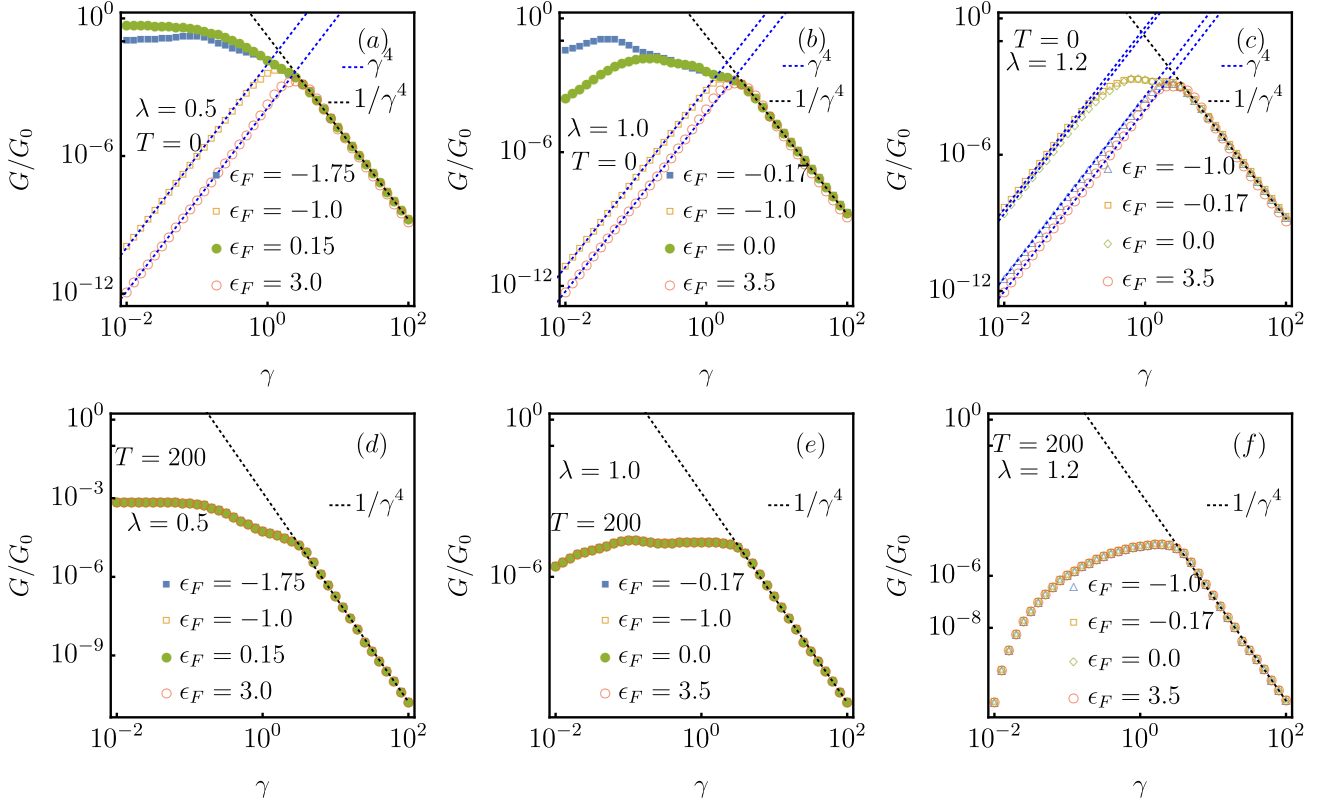 10^0
10^{-6}
10^{-12}
G/G_0
(a)
γ^4
1/γ^4
λ = 0.5
T = 0
ϵ_F = −1.75
ϵ_F = −1.0
ϵ_F = 0.15
ϵ_F = 3.0
10^{-2}
10^0
10^2
γ
10^0
10^{-6}
10^{-12}
G/G_0
(b)
γ^4
1/γ^4
λ = 1.0
T = 0
ϵ_F = −0.17
ϵ_F = −1.0
ϵ_F = 0.0
ϵ_F = 3.5
10^{-2}
10^0
10^2
γ
10^0
10^{-6}
10^{-12}
G/G_0
T = 0
λ = 1.2
(c)
γ^4
1/γ^4
ϵ_F = −1.0
ϵ_F = −0.17
ϵ_F = 0.0
ϵ_F = 3.5
10^{-2}
10^0
10^2
γ
10^0
10^{-3}
10^{-6}
10^{-9}
G/G_0
(d)
T = 200
1/γ^4
λ = 0.5
ϵ_F = −1.75
ϵ_F = −1.0
ϵ_F = 0.15
ϵ_F = 3.0
10^{-2}
10^0
10^2
γ
10^0
10^{-6}
G/G_0
(e)
λ = 1.0
1/γ^4
T = 200
ϵ_F = −0.17
ϵ_F = −1.0
ϵ_F = 0.0
ϵ_F = 3.5
10^{-2}
10^0
10^2
γ
10^0
10^{-6}
10^{-8}
G/G_0
T = 200
λ = 1.2
(f)
1/γ^4
ϵ_F = −1.0
ϵ_F = −0.17
ϵ_F = 0.0
ϵ_F = 3.5
10^{-2}
10^0
10^2
γ